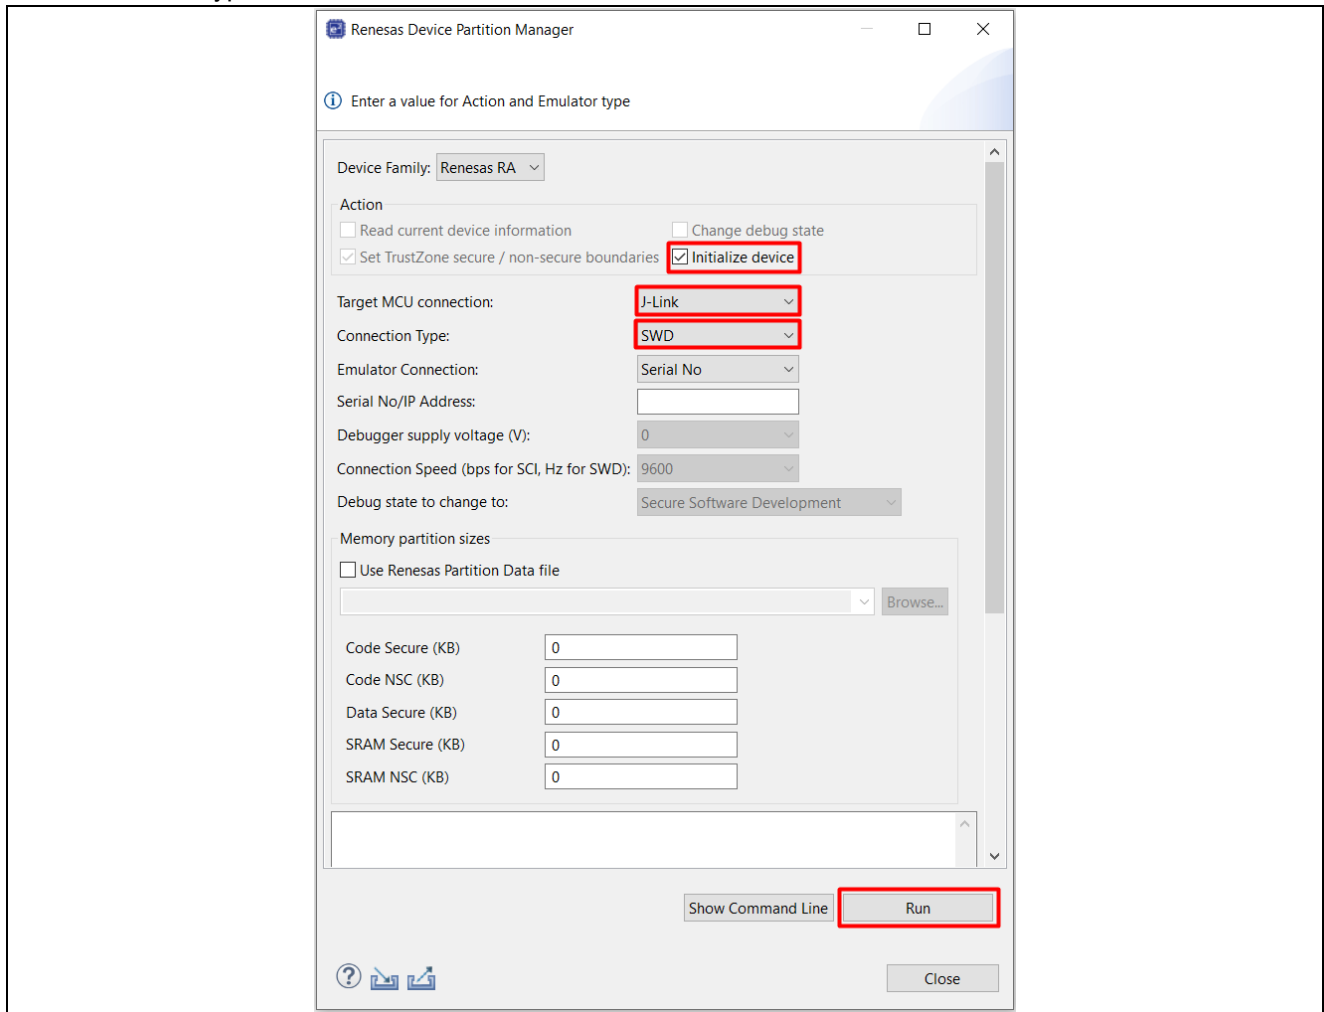 Renesas Device Partition Manager
Enter a value for Action and Emulator type
Device Family: Renesas RA
Action
Read current device information Change debug state
Set TrustZone secure / non-secure boundaries Initialize device
Target MCU connection: J-Link
Connection Type: SWD
Emulator Connection: Serial No
Serial No/IP Address:
Debugger supply voltage (V): 0
Connection Speed (bps for SCI, Hz for SWD): 9600
Debug state to change to: Secure Software Development
Memory partition sizes
Use Renesas Partition Data file
Browse...
Code Secure (KB) 0
Code NSC (KB) 0
Data Secure (KB) 0
SRAM Secure (KB) 0
SRAM NSC (KB) 0
Show Command Line Run
? Close